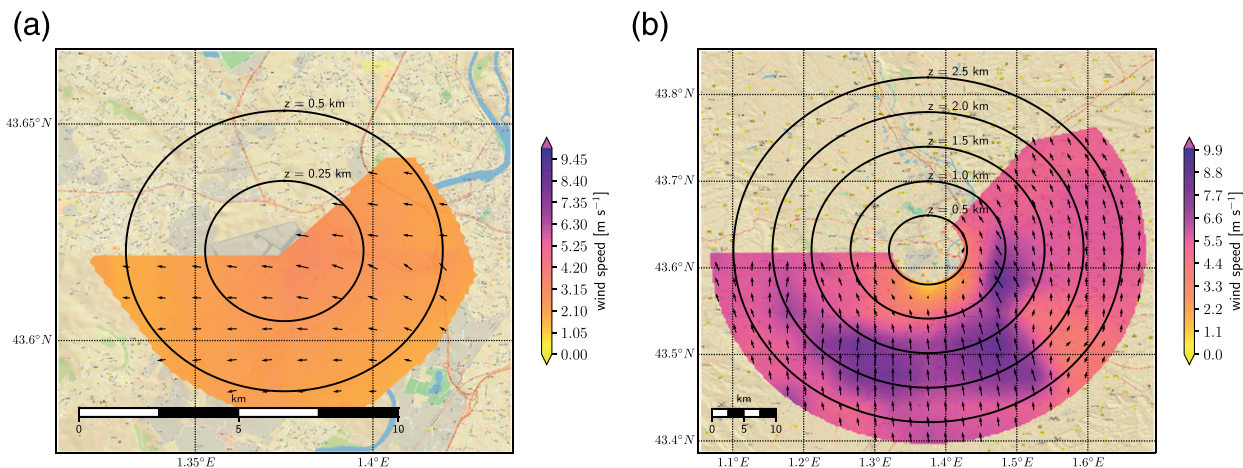 (a)
z = 0.5 km
z = 0.25 km
43.65°N
43.6°N
1.35°E
1.4°E
km
0
5
10
9.45
8.40
7.35
6.30
5.25
4.20
3.15
2.10
1.05
0.00
wind speed [m s⁻¹]
(b)
z = 2.5 km
z = 2.0 km
z = 1.5 km
z = 1.0 km
z = 0.5 km
43.8°N
43.7°N
43.6°N
43.5°N
43.4°N
1.1°E
1.2°E
1.3°E
1.4°E
1.5°E
1.6°E
km
0
5
10
9.9
8.8
7.7
6.6
5.5
4.4
3.3
2.2
1.1
0.0
wind speed [m s⁻¹]